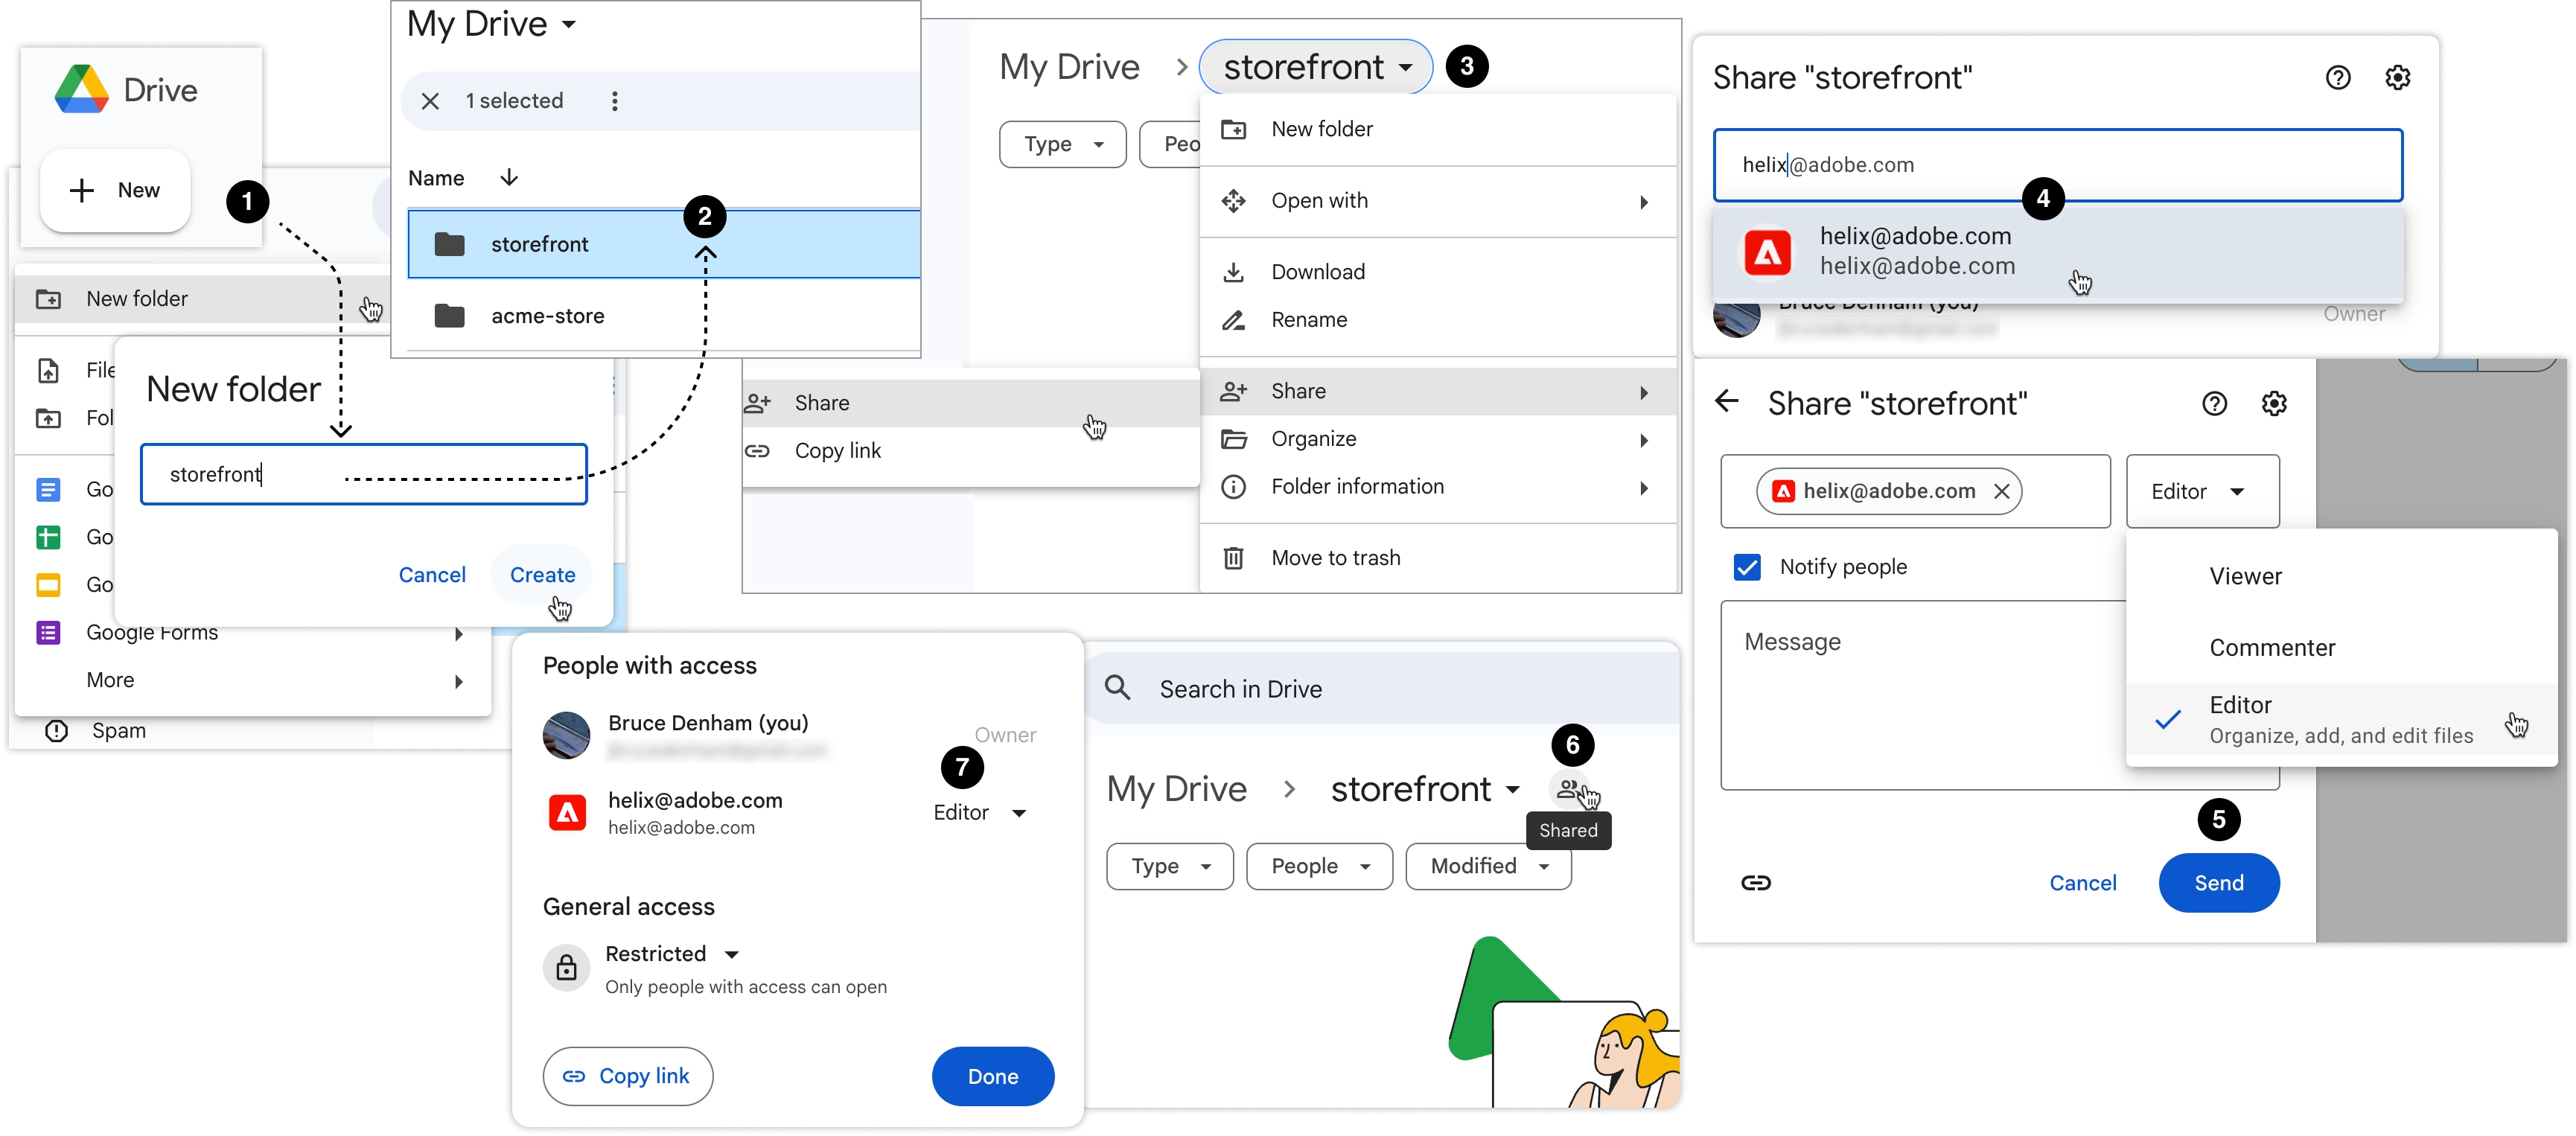 Drive
New
1
New folder
File
Fol
Go
Go
Go
Google Forms
More
Spam
New folder
storefront
Cancel
Create
My Drive
1 selected
Name
2
storefront
acme-store
My Drive > storefront
3
Type
Peo
New folder
Open with
Download
Rename
Share
Organize
Folder information
Move to trash
Share
Copy link
Share "storefront"
helix@adobe.com
4
helix@adobe.com
helix@adobe.com
Bruce Denham (you)
Owner
Share "storefront"
helix@adobe.com
Editor
Notify people
Message
Viewer
Commenter
Editor
Organize, add, and edit files
5
Cancel
Send
Search in Drive
6
My Drive > storefront
Shared
Type
People
Modified
People with access
Bruce Denham (you)
Owner
7
helix@adobe.com
helix@adobe.com
Editor
General access
Restricted
Only people with access can open
Copy link
Done